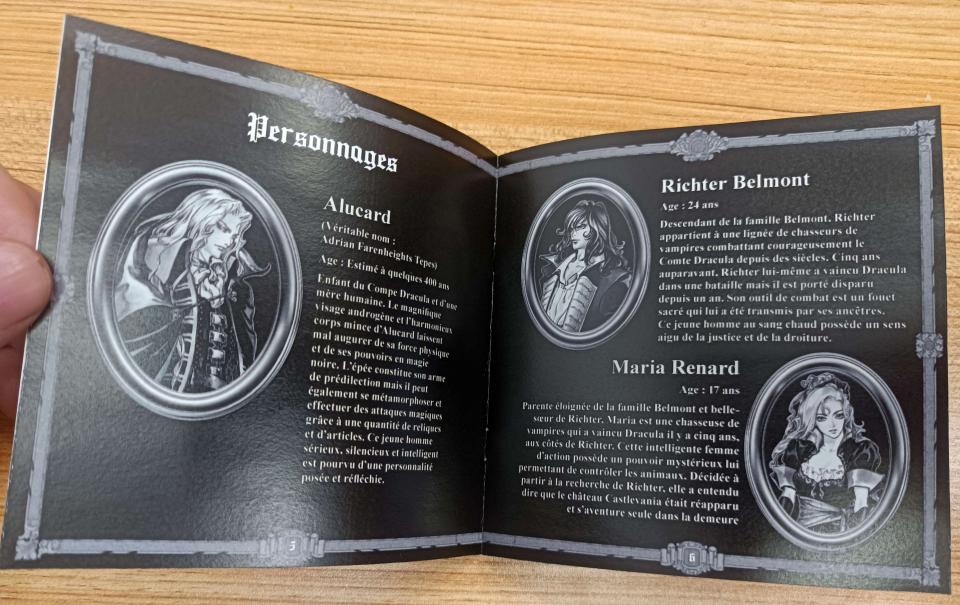 Personnages
Alucard
(Véritable nom :
Adrian Farenheights Tepes)
Age : Estimé à quelques 400 ans
Enfant du Compe Dracula et d'une
mère humaine. Le magnifique
visage androgène et l'harmonieux
corps mince d'Alucard laissent
mal augurer de sa force physique
et de ses pouvoirs en magie
noire. L'épée constitue son arme
de prédilection mais il peut
également se métamorphoser et
effectuer des attaques magiques
grâce à une quantité de reliques
et d'articles. Ce jeune homme
sérieux, silencieux et intelligent
est pourvu d'une personnalité
posée et réfléchie.
Richter Belmont
Age : 24 ans
Descendant de la famille Belmont, Richter
appartient à une lignée de chasseurs de
vampires combattant courageusement le
Comte Dracula depuis des siècles. Cinq ans
auparavant, Richter lui-même a vaincu Dracula
dans une bataille mais il est porté disparu
depuis un an. Son outil de combat est un fouet
sacré qui lui a été transmis par ses ancêtres.
Ce jeune homme au sang chaud possède un sens
aigu de la justice et de la droiture.
Maria Renard
Age : 17 ans
Parente éloignée de la famille Belmont et belle-
sœur de Richter, Maria est une chasseuse de
vampires qui a vaincu Dracula il y a cinq ans,
aux côtés de Richter. Cette intelligente femme
d'action possède un pouvoir mystérieux lui
permettant de contrôler les animaux. Décidée à
partir à la recherche de Richter, elle a entendu
dire que le château Castlevania était réapparu
et s'aventure seule dans la demeure